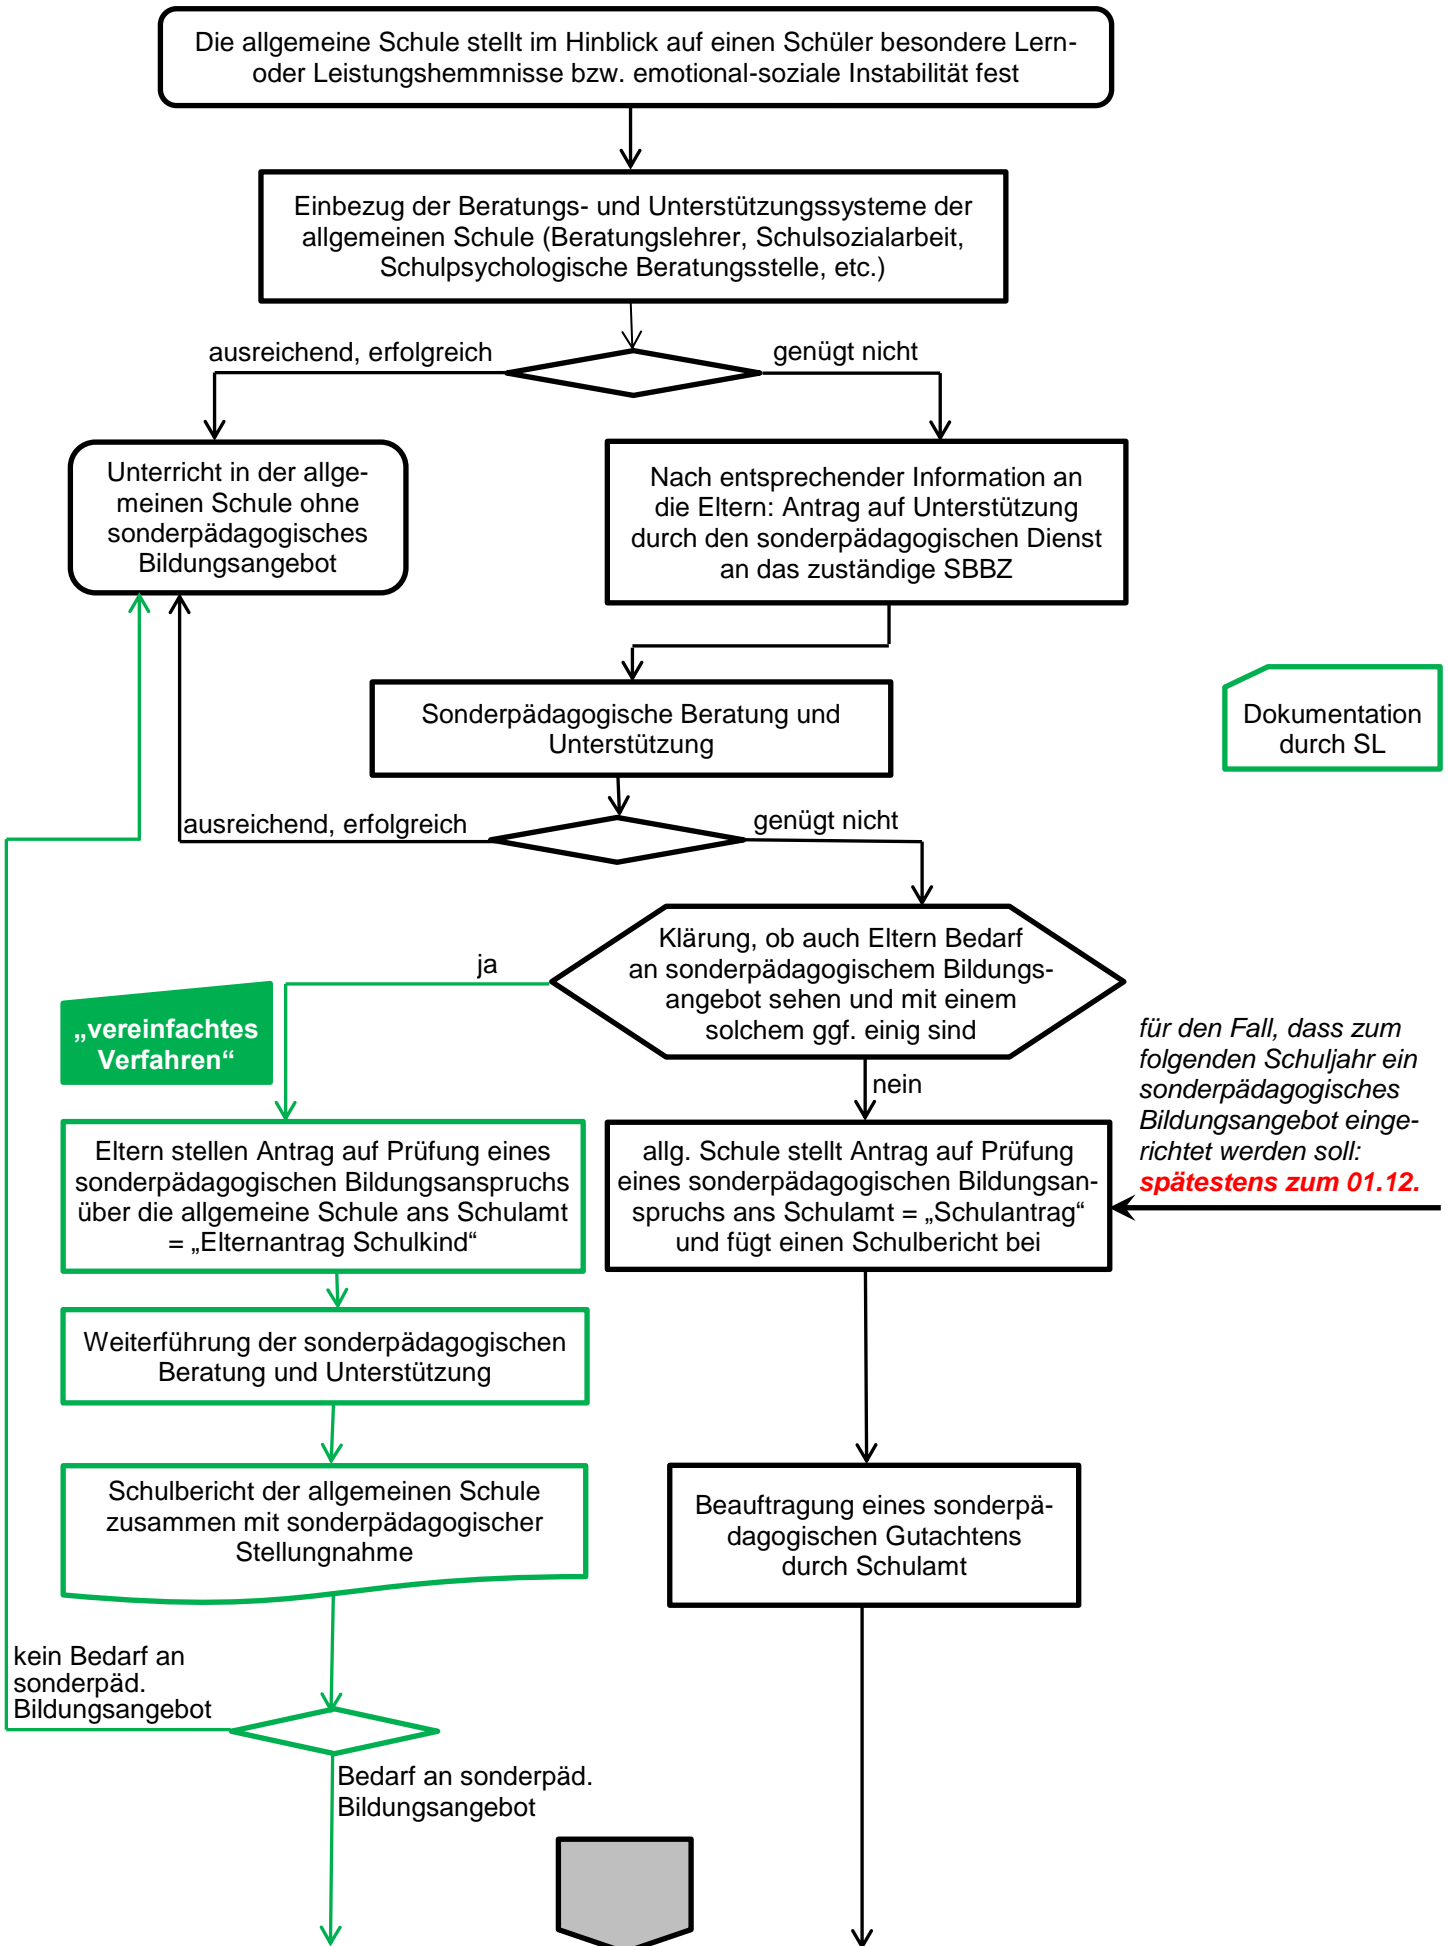 Die allgemeine Schule stellt im Hinblick auf einen Schüler besondere Lern-
oder Leistungshemmnisse bzw. emotional-soziale Instabilität fest
Einbezug der Beratungs- und Unterstützungssysteme der
allgemeinen Schule (Beratungslehrer, Schulsozialarbeit,
Schulpsychologische Beratungsstelle, etc.)
ausreichend, erfolgreich
genügt nicht
Unterricht in der allge-
meinen Schule ohne
sonderpädagogisches
Bildungsangebot
Nach entsprechender Information an
die Eltern: Antrag auf Unterstützung
durch den sonderpädagogischen Dienst
an das zuständige SBBZ
Sonderpädagogische Beratung und
Unterstützung
Dokumentation
durch SL
ausreichend, erfolgreich
genügt nicht
Klärung, ob auch Eltern Bedarf
an sonderpädagogischem Bildungs-
angebot sehen und mit einem
solchem ggf. einig sind
ja
„vereinfachtes
Verfahren“
nein
für den Fall, dass zum
folgenden Schuljahr ein
sonderpädagogisches
Bildungsangebot einge-
richtet werden soll:
spätestens zum 01.12.
Eltern stellen Antrag auf Prüfung eines
sonderpädagogischen Bildungsanspruchs
über die allgemeine Schule ans Schulamt
= „Elternantrag Schulkind“
allg. Schule stellt Antrag auf Prüfung
eines sonderpädagogischen Bildungsan-
spruchs ans Schulamt = „Schulantrag“
und fügt einen Schulbericht bei
Weiterführung der sonderpädagogischen
Beratung und Unterstützung
Schulbericht der allgemeinen Schule
zusammen mit sonderpädagogischer
Stellungnahme
Beauftragung eines sonderpä-
dagogischen Gutachtens
durch Schulamt
kein Bedarf an
sonderpäd.
Bildungsangebot
Bedarf an sonderpäd.
Bildungsangebot